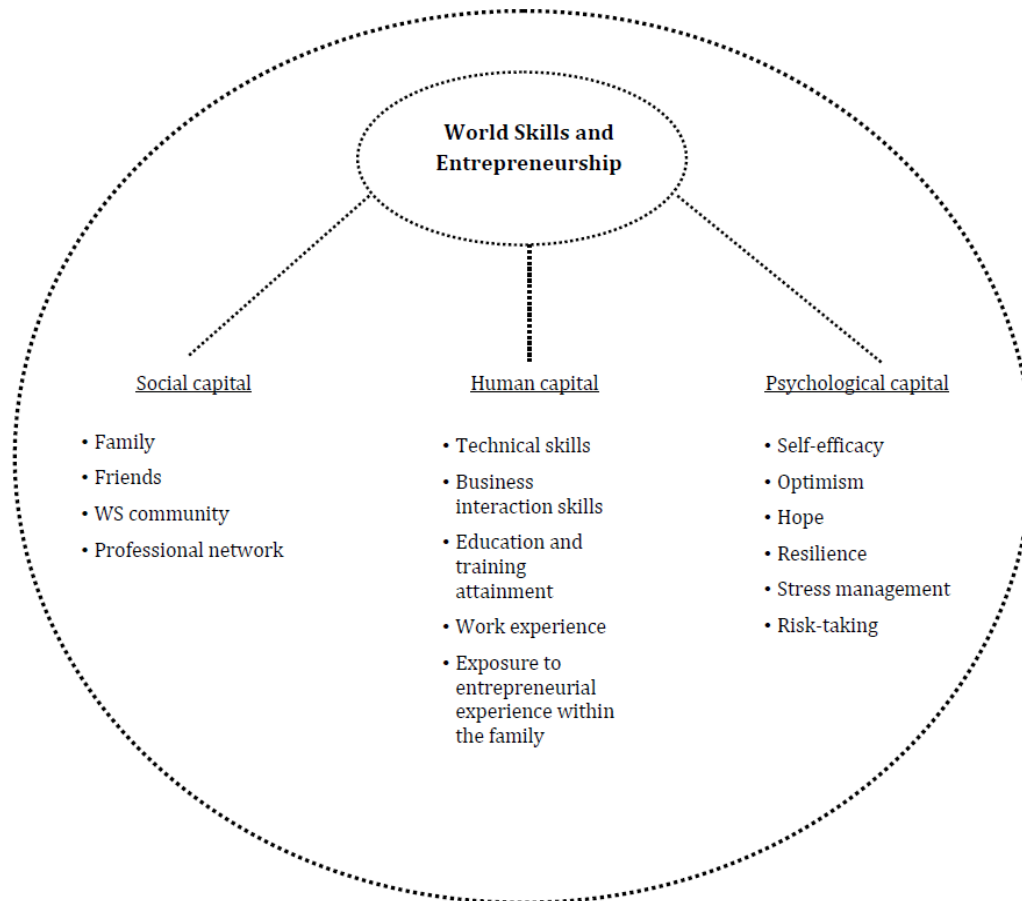 World Skills and
Entrepreneurship
Social capital
• Family
• Friends
• WS community
• Professional network
Human capital
• Technical skills
• Business
interaction skills
• Education and
training
attainment
• Work experience
• Exposure to
entrepreneurial
experience within
the family
Psychological capital
• Self-efficacy
• Optimism
• Hope
• Resilience
• Stress management
• Risk-taking